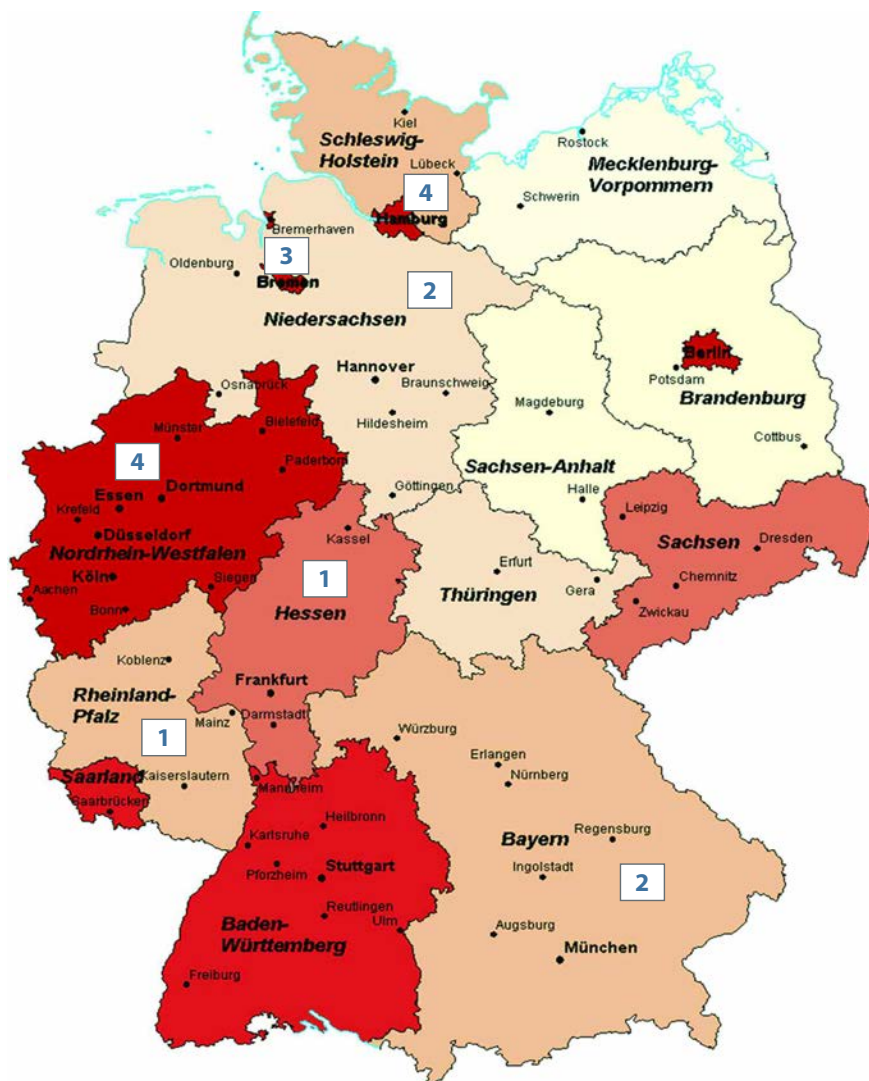 Kiel
Schleswig-
Holstein
Rostock
Mecklenburg-
Vorpommern
1
Lübeck
4
Schwerin
Hamburg
Bremerhaven
3
Oldenburg
Bremen
2
Niedersachsen
Berlin
Hannover
Potsdam
Osnabrück
Braunschweig
Brandenburg
Magdeburg
Hildesheim
Münster
Bielefeld
Cottbus
4
Paderborn
Sachsen-Anhalt
Göttingen
Halle
Dortmund
Essen
Krefeld
Leipzig
Düsseldorf
Kassel
Sachsen
Dresden
Nordrhein-Westfalen
Erfurt
Köln
1
Siegen
Gera
Chemnitz
Aachen
Thüringen
Bonn
Hessen
Zwickau
Koblenz
Frankfurt
Rheinland-
Pfalz
Mainz
Darmstadt
Würzburg
1
Erlangen
Saarland
Kaiserslautern
Nürnberg
Mannheim
Saarbrücken
Heilbronn
Karlsruhe
Bayern
Regensburg
Pforzheim
Stuttgart
Ingolstadt
2
Reutlingen
Ulm
Baden-
Württemberg
Augsburg
München
Freiburg